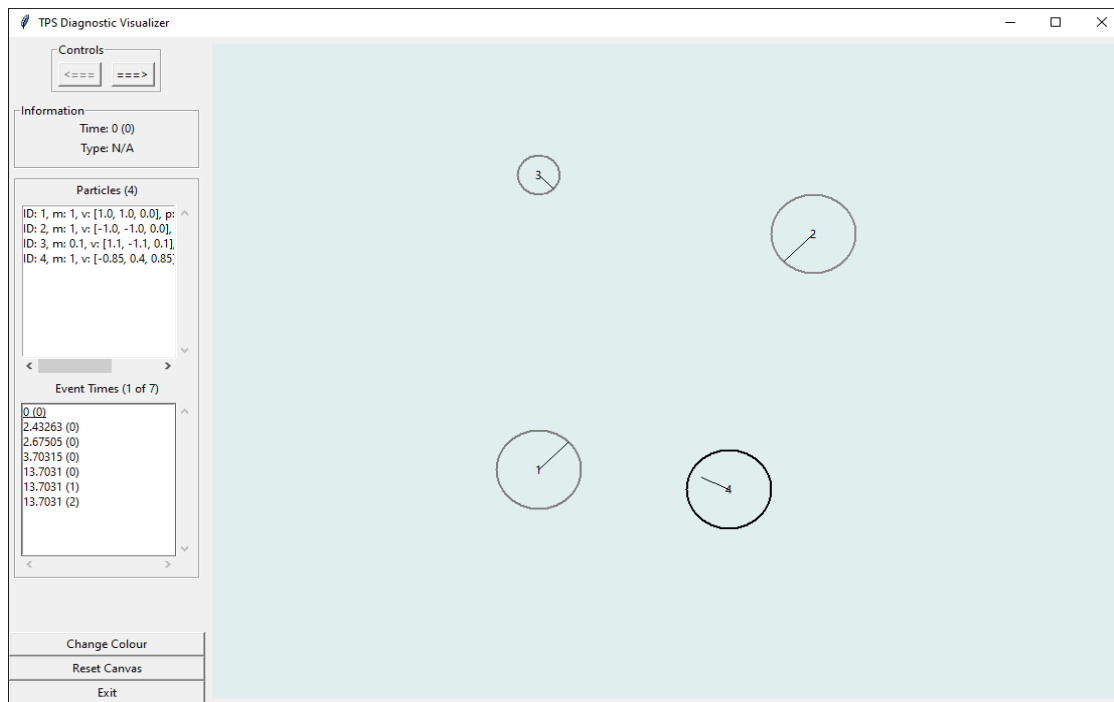 TPS Diagnostic Visualizer
Controls
<=== ===>
Information
Time: 0 (0)
Type: N/A
Particles (4)
ID: 1, m: 1, v: [1.0, 1.0, 0.0], p:
ID: 2, m: 1, v: [-1.0, -1.0, 0.0],
ID: 3, m: 0.1, v: [1.1, -1.1, 0.1],
ID: 4, m: 1, v: [-0.85, 0.4, 0.85]
Event Times (1 of 7)
0 (0)
2.43263 (0)
2.67505 (0)
3.70315 (0)
13.7031 (0)
13.7031 (1)
13.7031 (2)
Change Colour
Reset Canvas
Exit
3
2
1
4